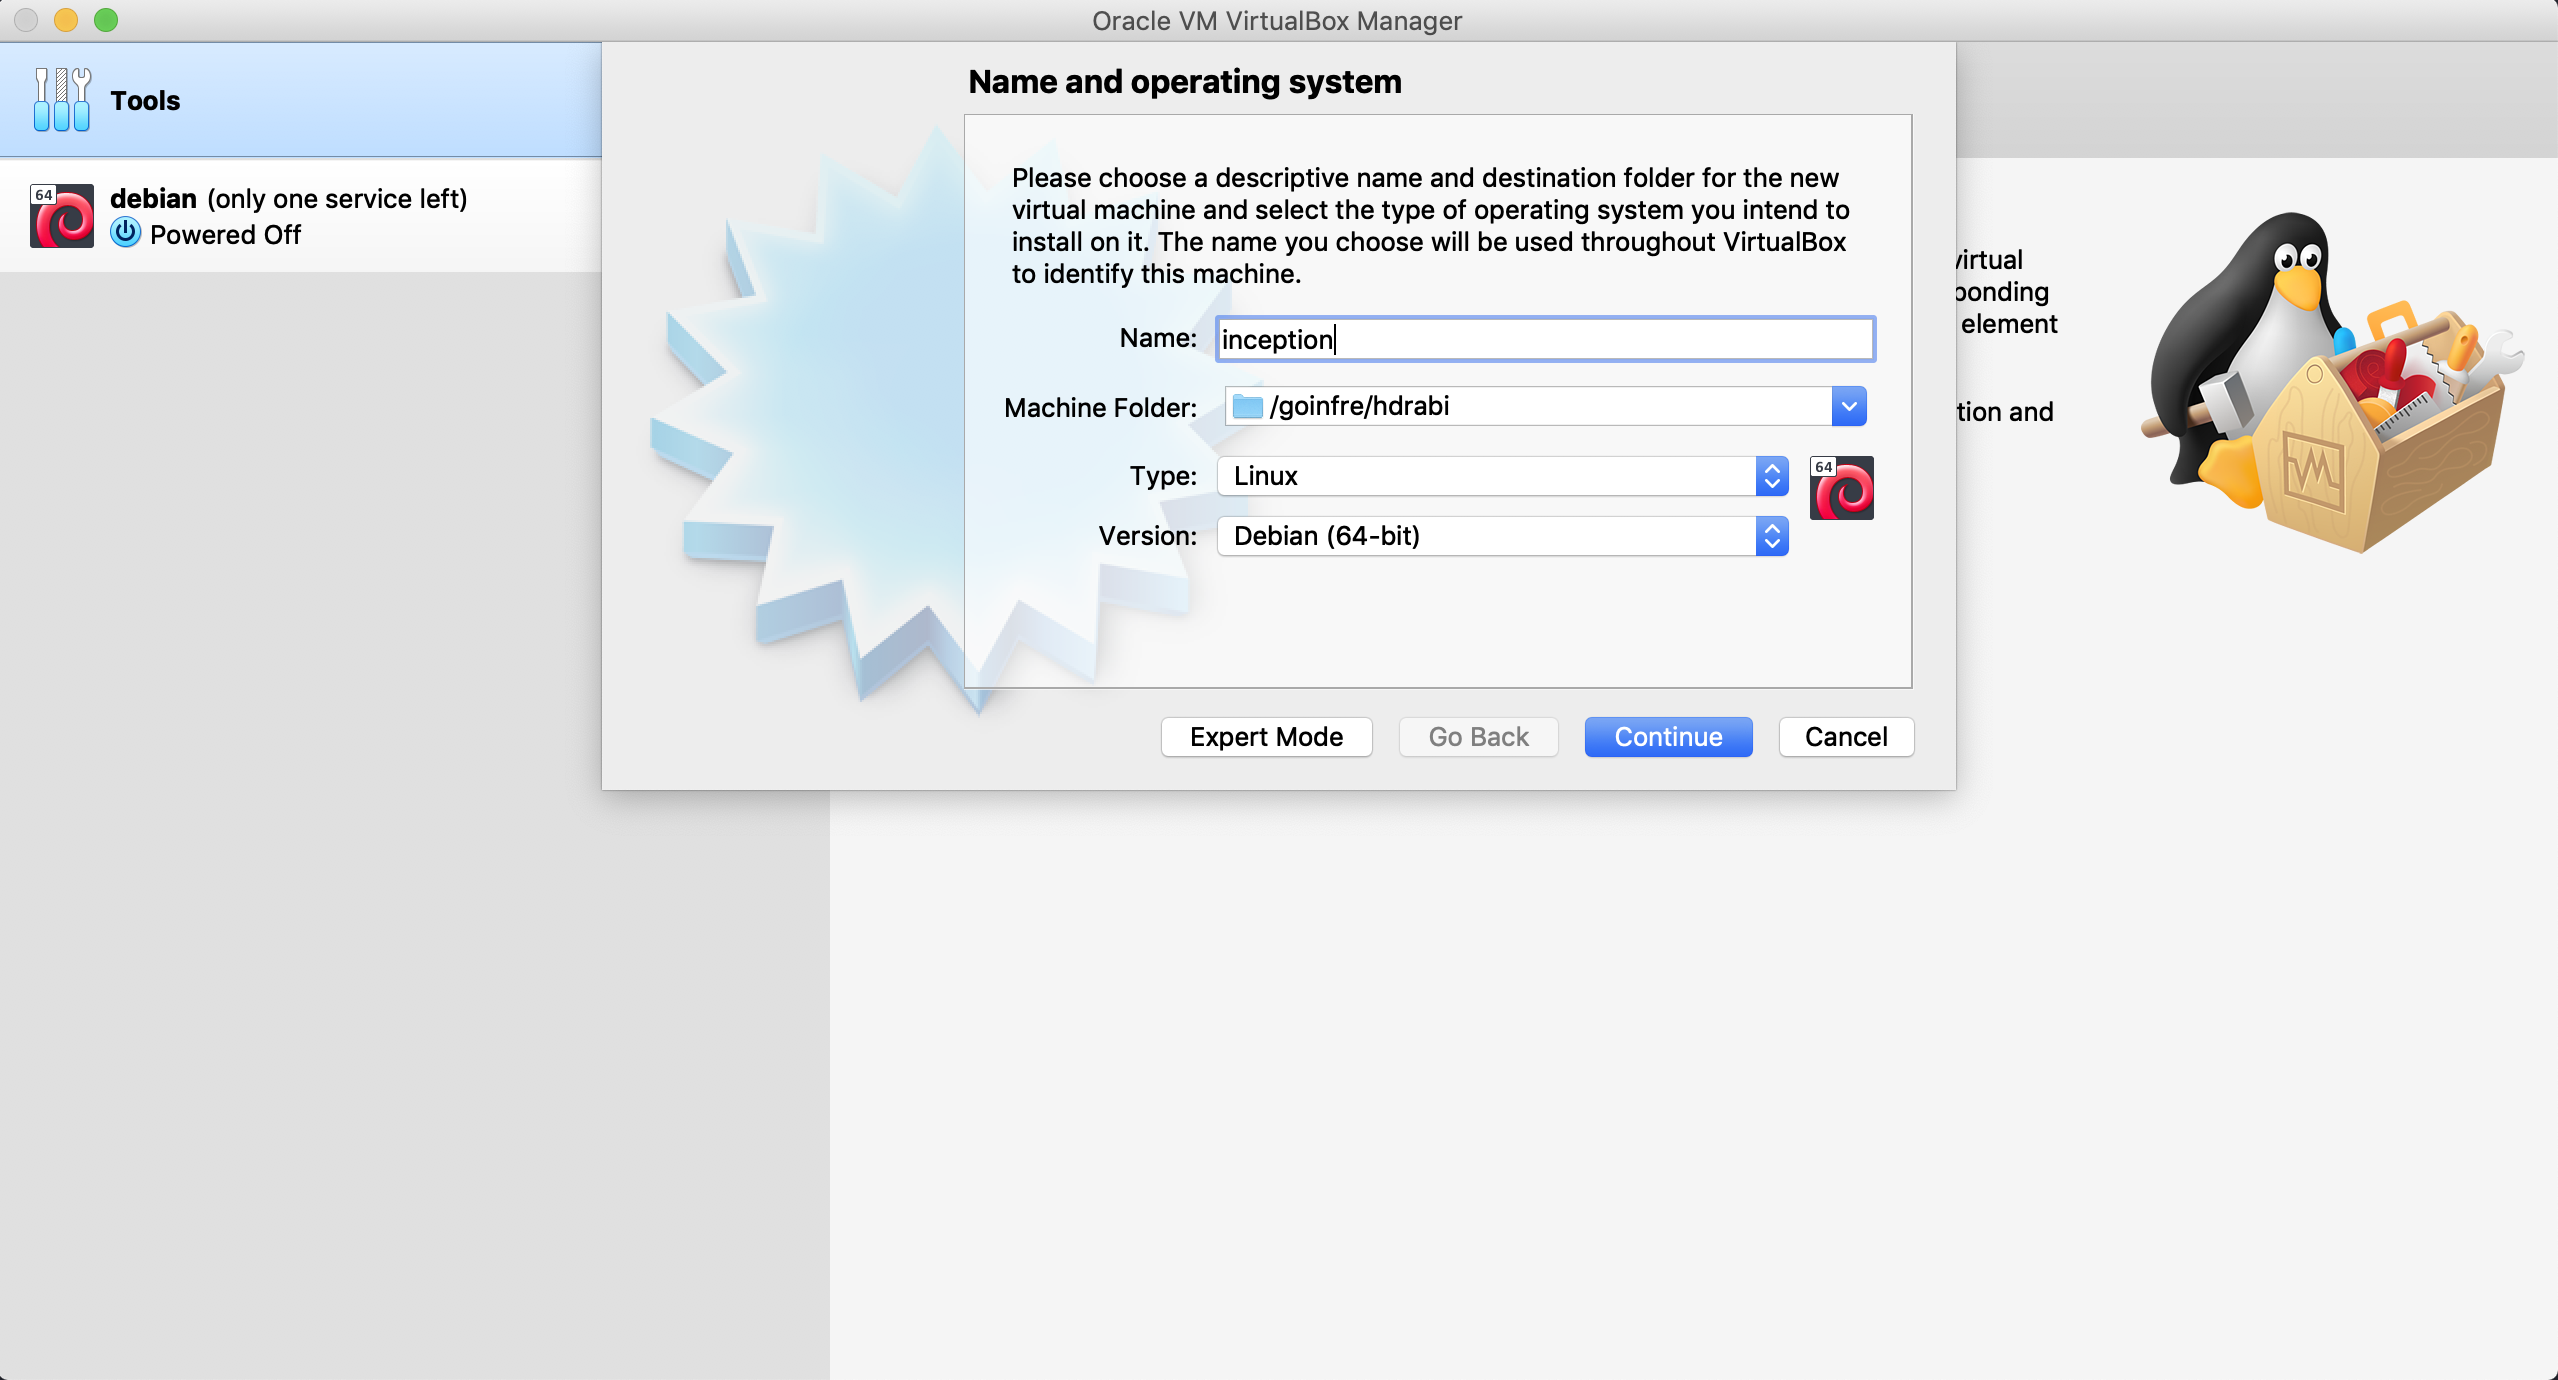 Oracle VM VirtualBox Manager
Tools
64
debian (only one service left)
Powered Off
Name and operating system
Please choose a descriptive name and destination folder for the new
virtual machine and select the type of operating system you intend to
install on it. The name you choose will be used throughout VirtualBox
to identify this machine.
Name: inception
Machine Folder: /goinfre/hdrabi
Type: Linux
64
Version: Debian (64-bit)
Expert Mode
Go Back
Continue
Cancel
virtual
ponding
element
tion and